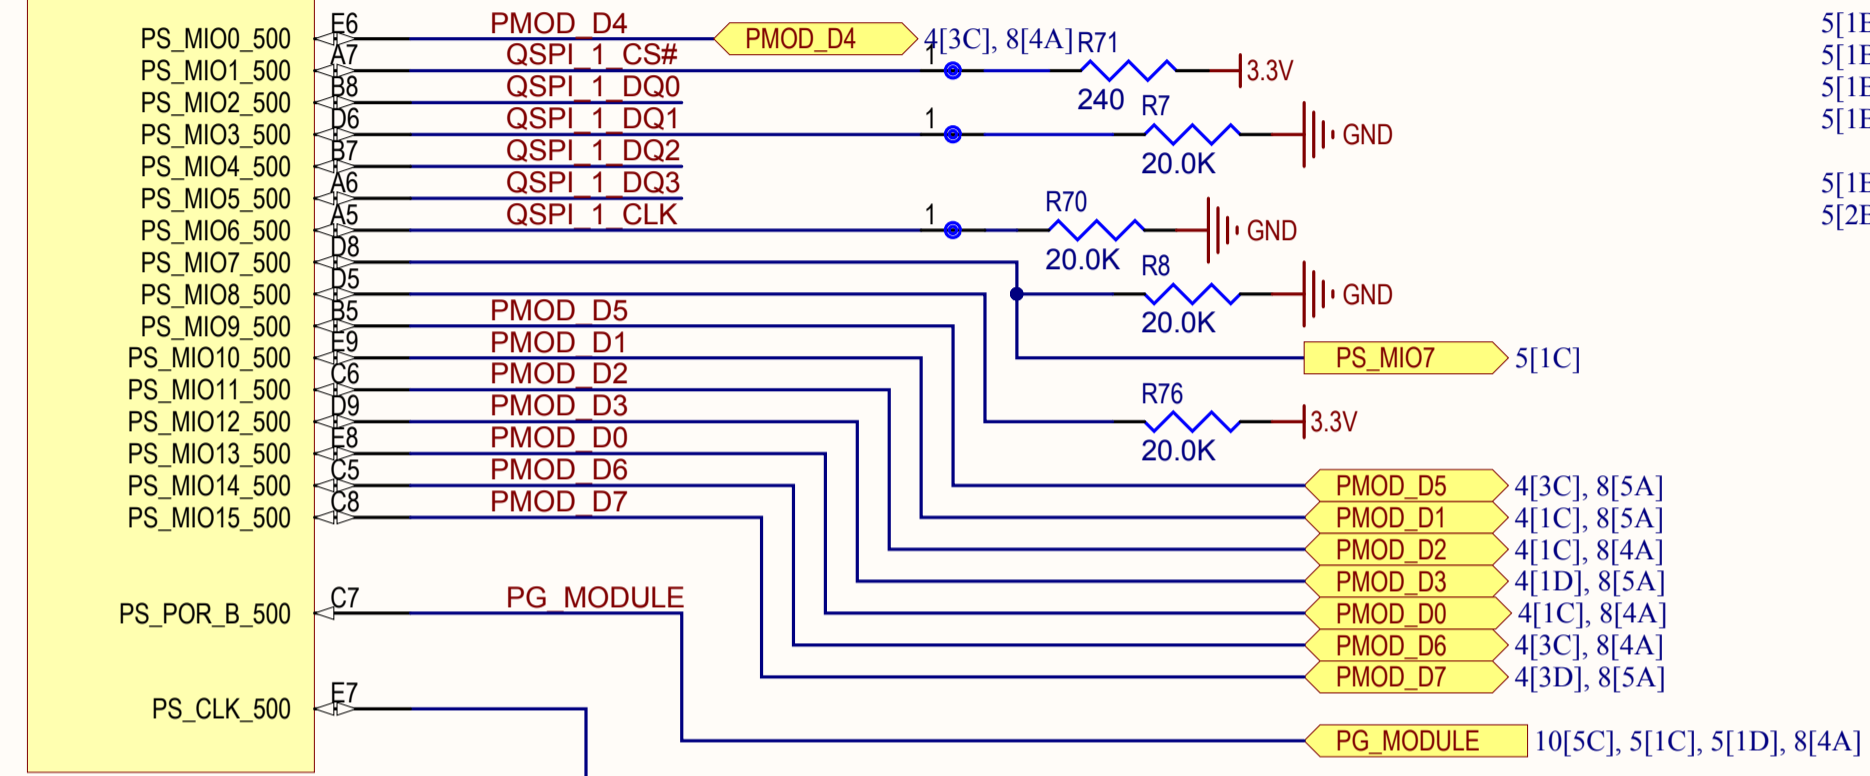 PS_MIO0_500 E6 PMOD_D4 PMOD_D4 4[3C], 8[4A]
PS_MIO1_500 A7 QSPI_1_CS# 1 R71 240 3.3V
PS_MIO2_500 B8 QSPI_1_DQ0
PS_MIO3_500 D6 QSPI_1_DQ1 1 R7 20.0K GND
PS_MIO4_500 B7 QSPI_1_DQ2
PS_MIO5_500 A6 QSPI_1_DQ3
PS_MIO6_500 A5 QSPI_1_CLK 1 R70 20.0K GND
PS_MIO7_500 D8
PS_MIO8_500 D5 R8 20.0K GND
PS_MIO9_500 B5 PMOD_D5
PS_MIO10_500 E9 PMOD_D1 PS_MIO7 5[1C]
PS_MIO11_500 C6 PMOD_D2
PS_MIO12_500 D9 PMOD_D3 R76 20.0K 3.3V
PS_MIO13_500 E8 PMOD_D0
PS_MIO14_500 C5 PMOD_D6 PMOD_D5 4[3C], 8[5A]
PS_MIO15_500 C8 PMOD_D7 PMOD_D1 4[1C], 8[5A]
PMOD_D2 4[1C], 8[4A]
PMOD_D3 4[1D], 8[5A]
PS_POR_B_500 C7 PG_MODULE PMOD_D0 4[1C], 8[4A]
PMOD_D6 4[3C], 8[4A]
PMOD_D7 4[3D], 8[5A]
PS_CLK_500 E7
PG_MODULE 10[5C], 5[1C], 5[1D], 8[4A]